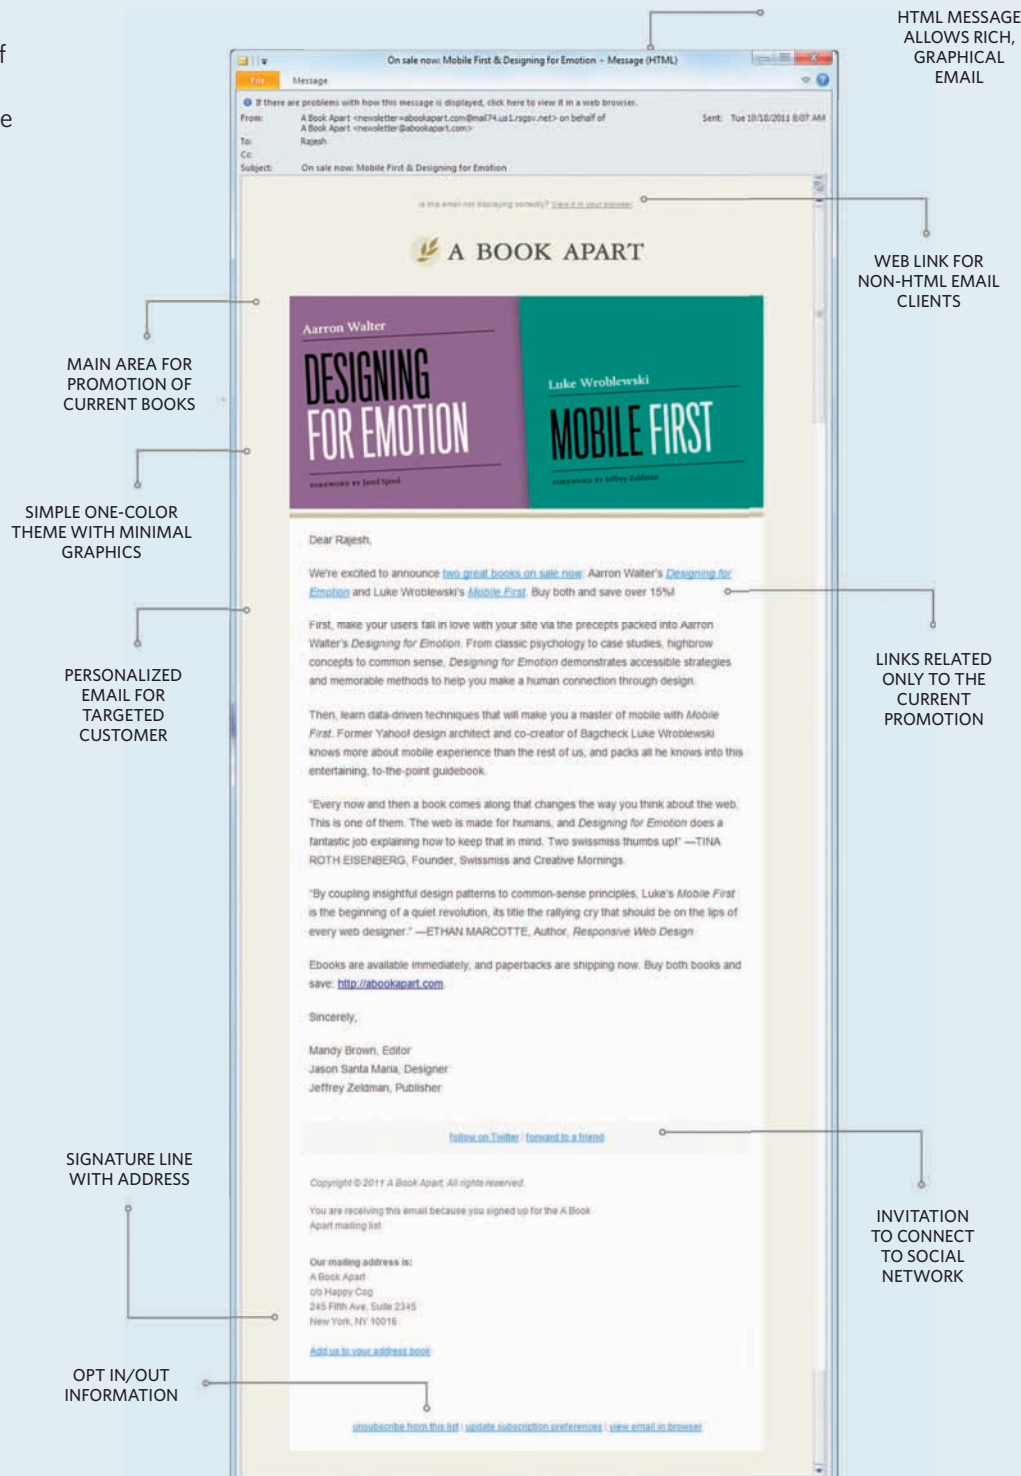 f
e
HTML MESSAGE
ALLOWS RICH,
GRAPHICAL
EMAIL
On sale now: Mobile First & Designing for Emotion - Message (HTML)
File
Message
If there are problems with how this message is displayed, click here to view it in a web browser.
From: A Book Apart <newsletter=abookapart.com@mail74.us1.rsgsv.net> on behalf of
A Book Apart <newsletter@abookapart.com>
Sent: Tue 10/18/2011 8:07 AM
To: Rajesh
Cc:
Subject: On sale now: Mobile First & Designing for Emotion
Is this email not displaying correctly? View it in your browser.
A BOOK APART
WEB LINK FOR
NON-HTML EMAIL
CLIENTS
MAIN AREA FOR
PROMOTION OF
CURRENT BOOKS
Aarron Walter
DESIGNING
FOR EMOTION
FOREWORD BY Jared Spool
Luke Wroblewski
MOBILE FIRST
FOREWORD BY Jeffrey Zeldman
SIMPLE ONE-COLOR
THEME WITH MINIMAL
GRAPHICS
Dear Rajesh,
We're excited to announce two great books on sale now: Aarron Walter's Designing for
Emotion and Luke Wroblewski's Mobile First. Buy both and save over 15%!
First, make your users fall in love with your site via the precepts packed into Aarron
Walter's Designing for Emotion. From classic psychology to case studies, highbrow
concepts to common sense, Designing for Emotion demonstrates accessible strategies
and memorable methods to help you make a human connection through design.
PERSONALIZED
EMAIL FOR
TARGETED
CUSTOMER
LINKS RELATED
ONLY TO THE
CURRENT
PROMOTION
Then, learn data-driven techniques that will make you a master of mobile with Mobile
First. Former Yahoo! design architect and co-creator of Bagcheck Luke Wroblewski
knows more about mobile experience than the rest of us, and packs all he knows into this
entertaining, to-the-point guidebook.
"Every now and then a book comes along that changes the way you think about the web.
This is one of them. The web is made for humans, and Designing for Emotion does a
fantastic job explaining how to keep that in mind. Two swissmiss thumbs up!" —TINA
ROTH EISENBERG, Founder, Swissmiss and Creative Mornings
"By coupling insightful design patterns to common-sense principles, Luke's Mobile First
is the beginning of a quiet revolution, its title the rallying cry that should be on the lips of
every web designer." —ETHAN MARCOTTE, Author, Responsive Web Design
Ebooks are available immediately, and paperbacks are shipping now. Buy both books and
save: http://abookapart.com.
Sincerely,
Mandy Brown, Editor
Jason Santa Maria, Designer
Jeffrey Zeldman, Publisher
follow on Twitter | forward to a friend
SIGNATURE LINE
WITH ADDRESS
Copyright © 2011 A Book Apart, All rights reserved.
You are receiving this email because you signed up for the A Book
Apart mailing list
INVITATION
TO CONNECT
TO SOCIAL
NETWORK
Our mailing address is:
A Book Apart
c/o Happy Cog
245 Fifth Ave, Suite 2345
New York, NY 10016
Add us to your address book
OPT IN/OUT
INFORMATION
unsubscribe from this list | update subscription preferences | view email in browser